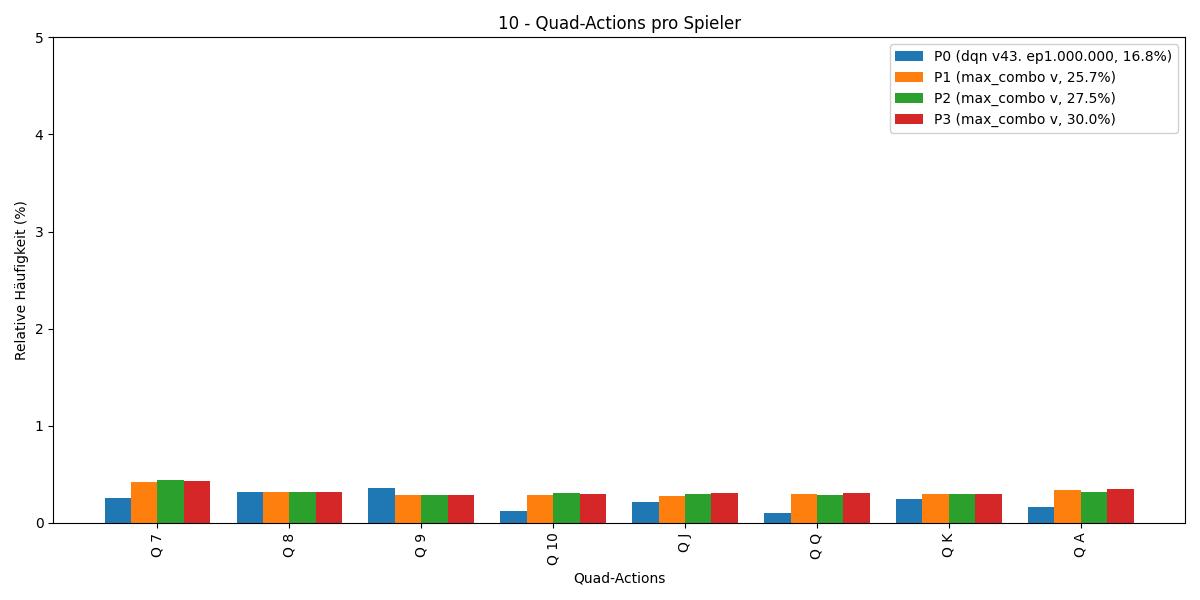 10 - Quad-Actions pro Spieler
Relative Häufigkeit (%)
5
4
3
2
1
0
P0 (dqn v43. ep1.000.000, 16.8%)
P1 (max_combo v, 25.7%)
P2 (max_combo v, 27.5%)
P3 (max_combo v, 30.0%)
Q 7
Q 8
Q 9
Q 10
Q J
Q Q
Q K
Q A
Quad-Actions